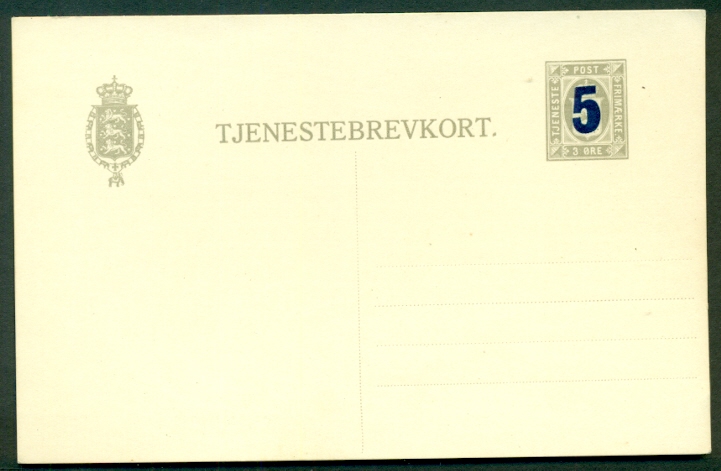 TJENESTEBREVKORT.
POST
TJENESTE
FRIMÆRKE
5
3 ØRE